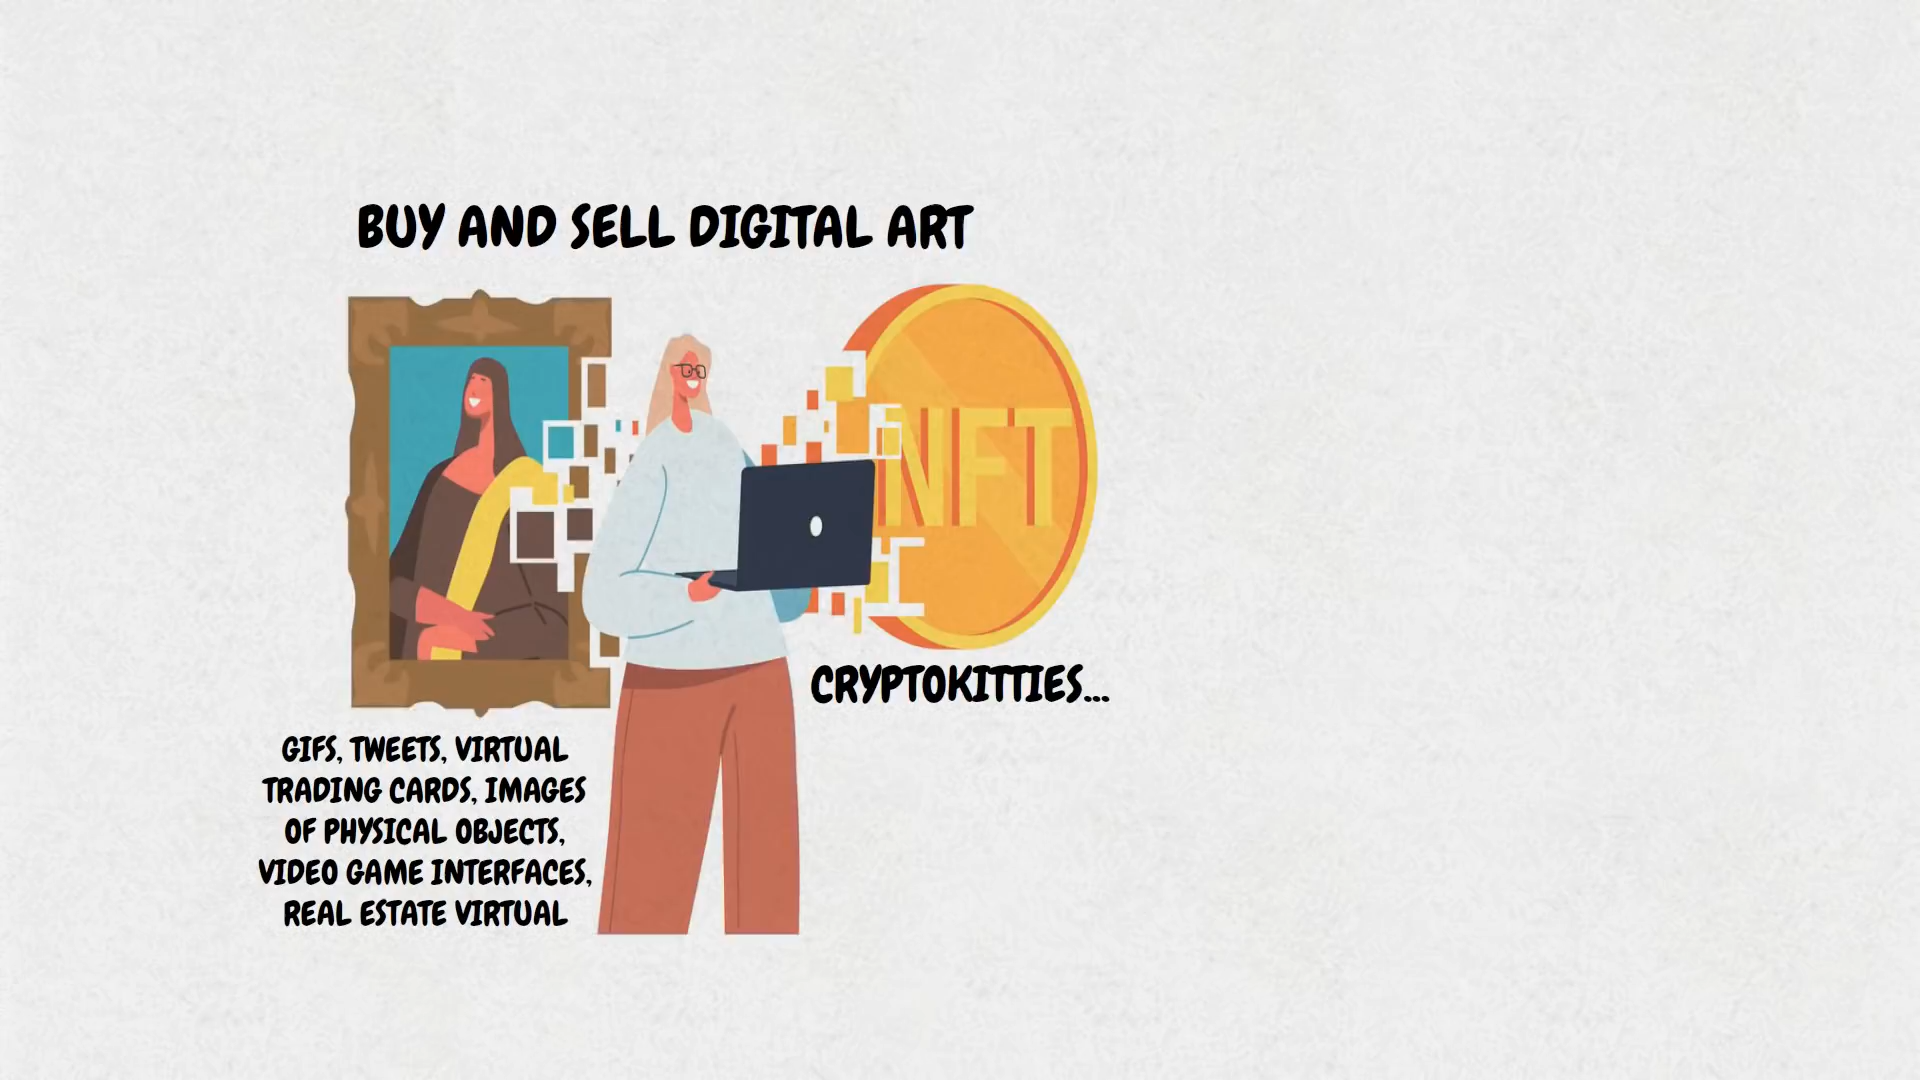 BUY AND SELL DIGITAL ART
NFT
CRYPTOKITTIES...
GIFS, TWEETS, VIRTUAL
TRADING CARDS, IMAGES
OF PHYSICAL OBJECTS,
VIDEO GAME INTERFACES,
REAL ESTATE VIRTUAL